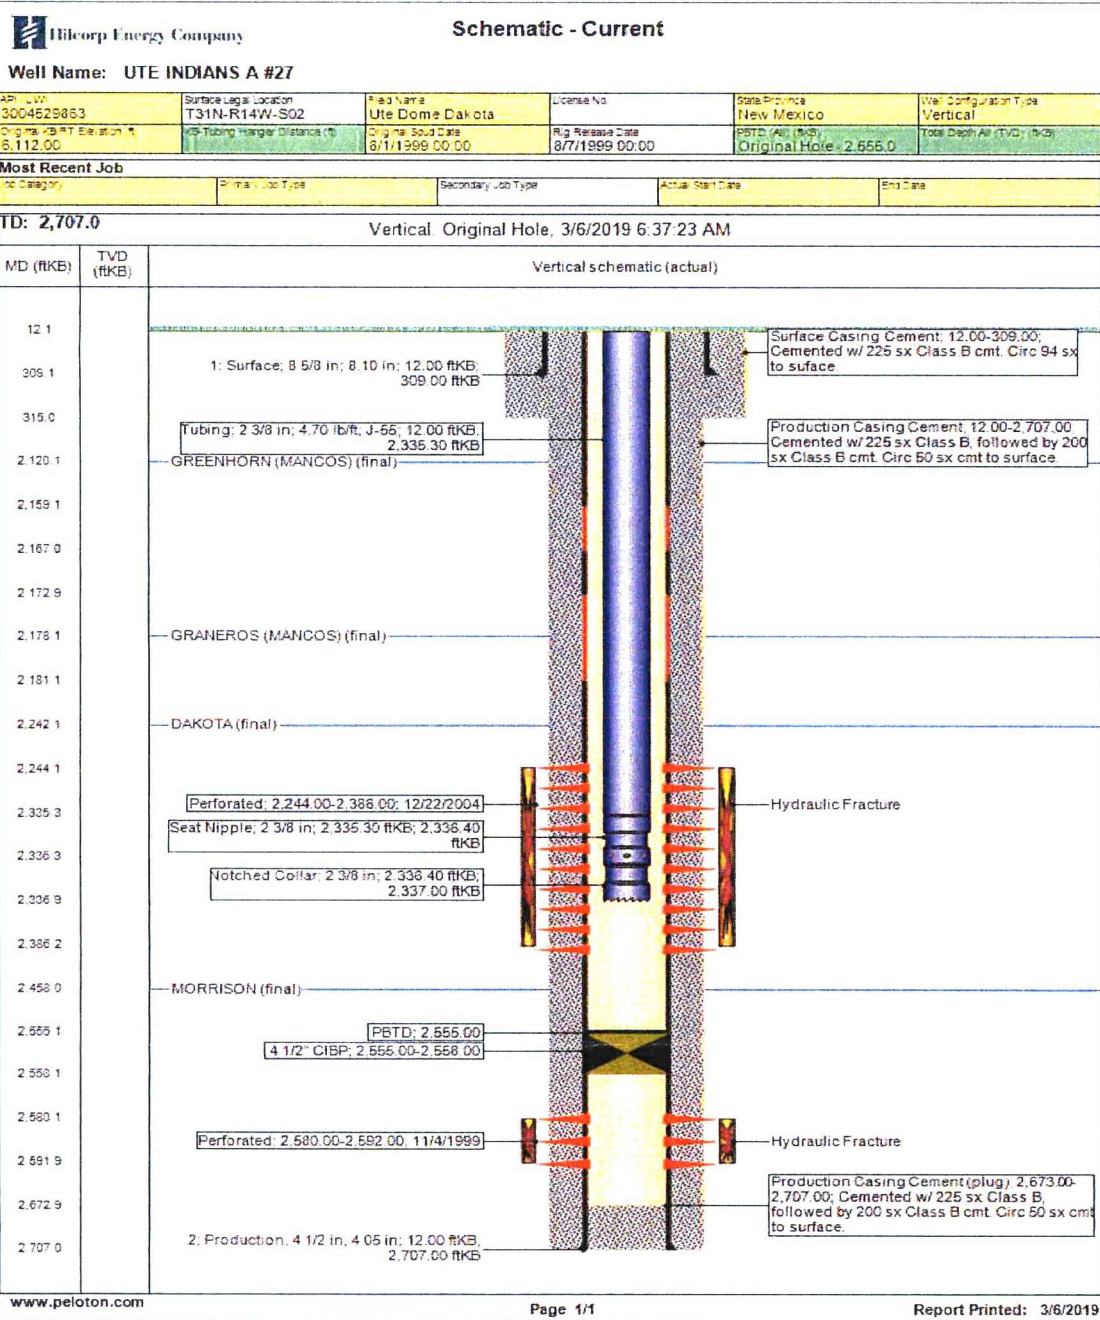 Hilcorp Energy Company
Schematic - Current
Well Name: UTE INDIANS A #27
API / UWI
3004529863
Surface Legal Location
T31N-R14W-S02
Field Name
Ute Dome Dakota
License No.
State/Province
New Mexico
Well Configuration Type
Vertical
Original KB/RT Elevation (ft)
6,112.00
KB-Tubing Hanger Distance (ft)
Original Spud Date
8/1/1999 00:00
Rig Release Date
8/7/1999 00:00
PBTD (All) (ftKB)
Original Hole - 2,555.0
Total Depth All (TVD) (ftKB)
Most Recent Job
Job Category
Primary Job Type
Secondary Job Type
Actual Start Date
End Date
TD: 2,707.0
Vertical, Original Hole, 3/6/2019 6:37:23 AM
MD (ftKB)
TVD
(ftKB)
Vertical schematic (actual)
12.1
309.1
315.0
2,120.1
2,159.1
2,167.0
2,172.9
2,178.1
2,181.1
2,242.1
2,244.1
2,335.3
2,336.3
2,336.9
2,386.2
2,458.0
2,555.1
2,558.1
2,580.1
2,591.9
2,672.9
2,707.0
1; Surface; 8 5/8 in; 8.10 in; 12.00 ftKB;
309.00 ftKB
Surface Casing Cement; 12.00-309.00;
Cemented w/ 225 sx Class B cmt. Circ 94 sx
to suface.
Tubing; 2 3/8 in; 4.70 lb/ft; J-55; 12.00 ftKB;
2,335.30 ftKB
Production Casing Cement; 12.00-2,707.00;
Cemented w/ 225 sx Class B, followed by 200
sx Class B cmt. Circ 50 sx cmt to surface.
GREENHORN (MANCOS) (final)
GRANEROS (MANCOS) (final)
DAKOTA (final)
Perforated; 2,244.00-2,386.00; 12/22/2004
Hydraulic Fracture
Seat Nipple; 2 3/8 in; 2,335.30 ftKB; 2,336.40
ftKB
Notched Collar; 2 3/8 in; 2,336.40 ftKB;
2,337.00 ftKB
MORRISON (final)
PBTD; 2,555.00
4 1/2" CIBP; 2,555.00-2,558.00
Perforated; 2,580.00-2,592.00; 11/4/1999
Hydraulic Fracture
Production Casing Cement (plug); 2,673.00-
2,707.00; Cemented w/ 225 sx Class B,
followed by 200 sx Class B cmt. Circ 50 sx cmt
to surface.
2; Production; 4 1/2 in; 4.05 in; 12.00 ftKB;
2,707.00 ftKB
www.peloton.com
Page 1/1
Report Printed: 3/6/2019